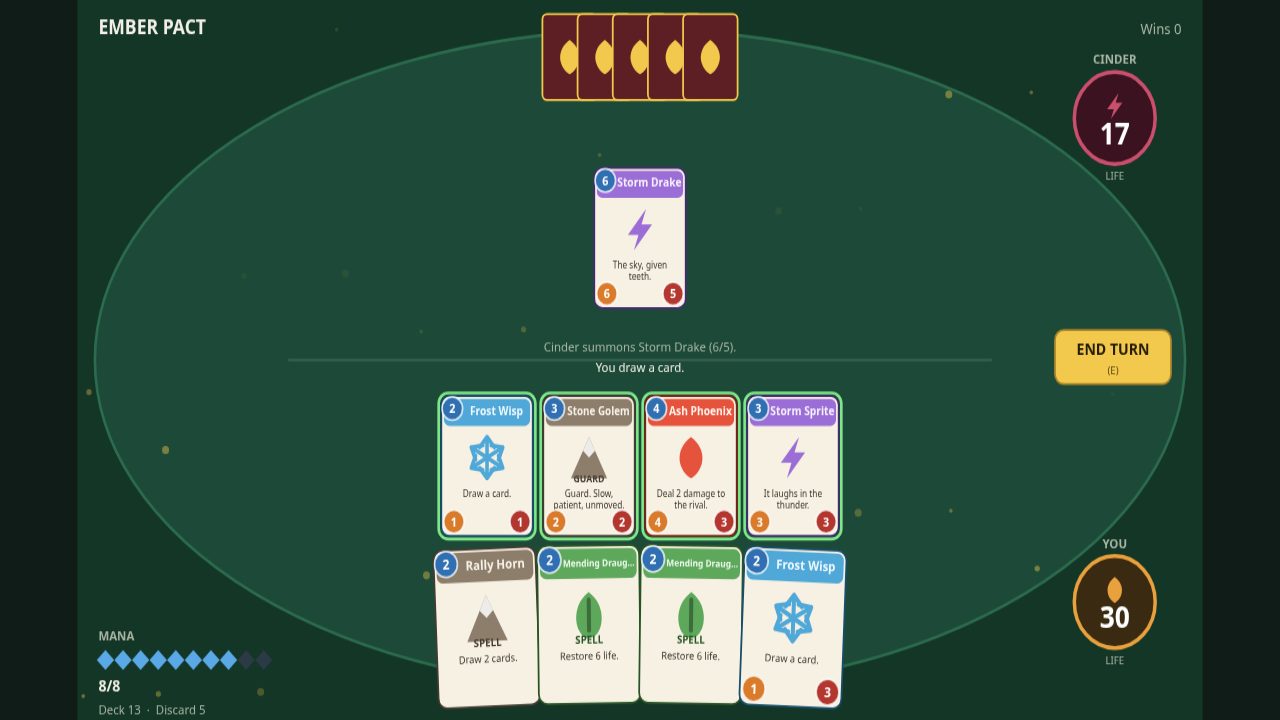 EMBER PACT
Wins 0
CINDER
17
LIFE
6 Storm Drake
The sky, given
teeth.
6 5
Cinder summons Storm Drake (6/5).
You draw a card.
END TURN
(E)
2 Frost Wisp
Draw a card.
1 1
3 Stone Golem
GUARD
Guard. Slow,
patient, unmoved.
2 2
4 Ash Phoenix
Deal 2 damage to
the rival.
4 3
3 Storm Sprite
It laughs in the
thunder.
3 3
2 Rally Horn
SPELL
Draw 2 cards.
2 Mending Draug...
SPELL
Restore 6 life.
2 Mending Draug...
SPELL
Restore 6 life.
2 Frost Wisp
Draw a card.
1 3
YOU
30
LIFE
MANA
8/8
Deck 13 · Discard 5